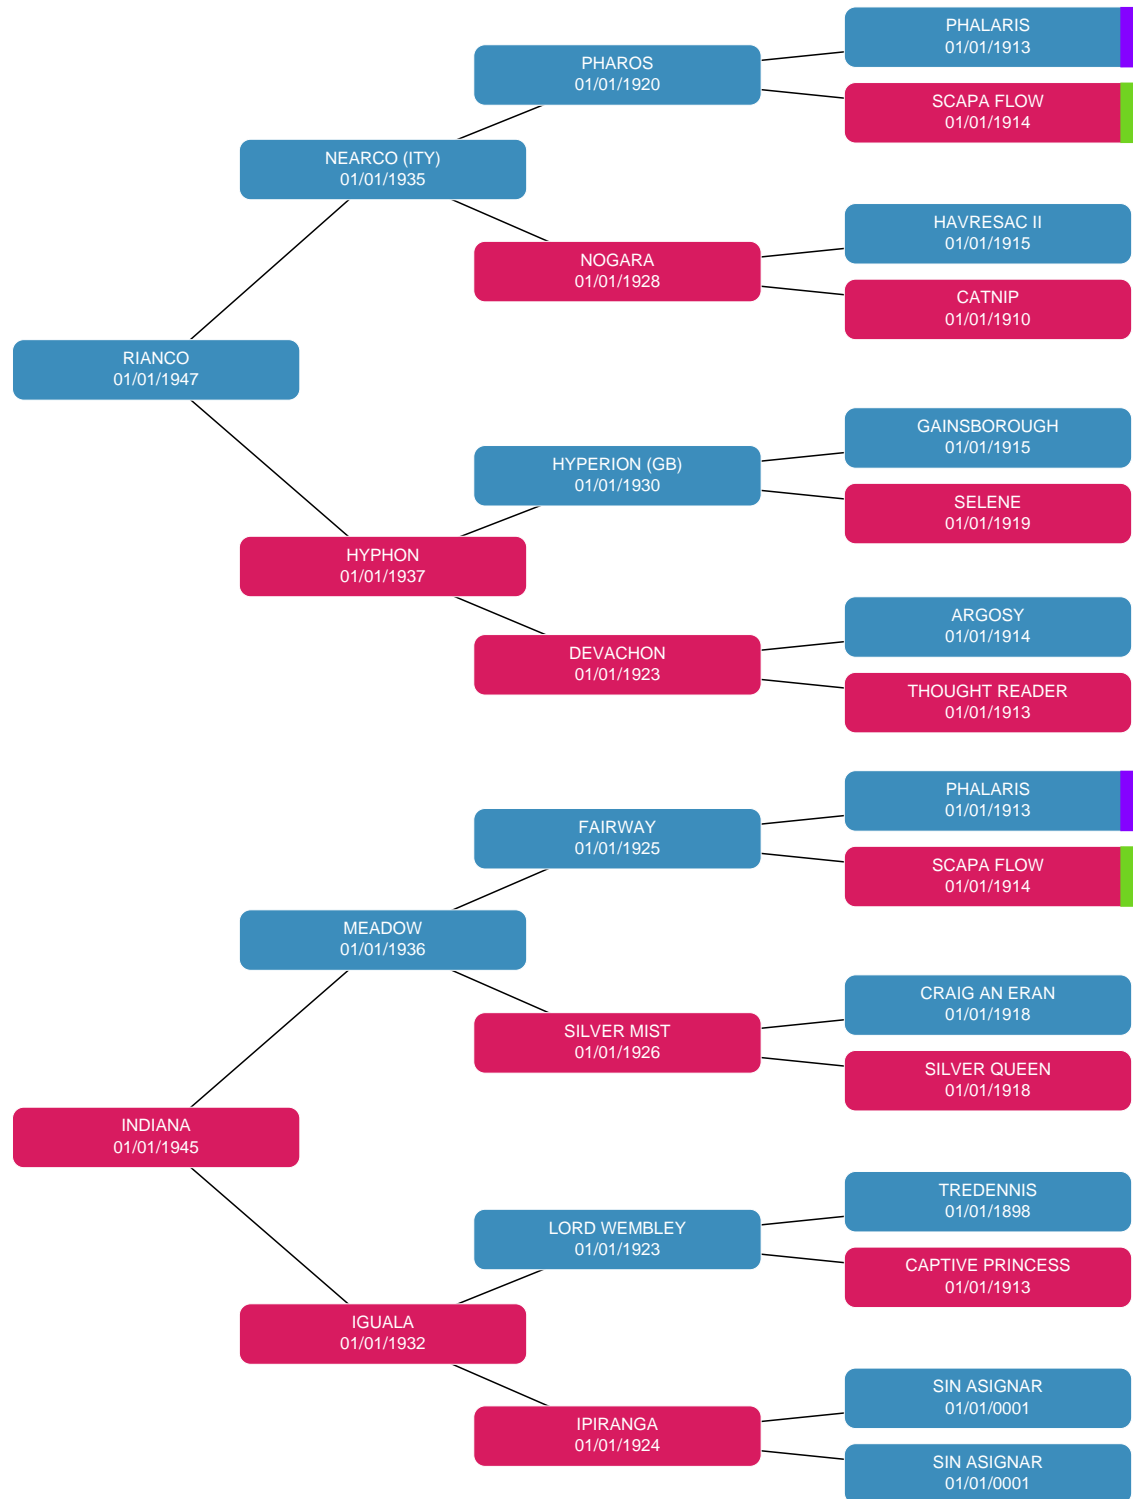 PHALARIS
01/01/1913
PHAROS
01/01/1920
SCAPA FLOW
01/01/1914
NEARCO (ITY)
01/01/1935
HAVRESAC II
01/01/1915
NOGARA
01/01/1928
CATNIP
01/01/1910
RIANCO
01/01/1947
GAINSBOROUGH
01/01/1915
HYPERION (GB)
01/01/1930
SELENE
01/01/1919
HYPHON
01/01/1937
ARGOSY
01/01/1914
DEVACHON
01/01/1923
THOUGHT READER
01/01/1913
PHALARIS
01/01/1913
FAIRWAY
01/01/1925
SCAPA FLOW
01/01/1914
MEADOW
01/01/1936
CRAIG AN ERAN
01/01/1918
SILVER MIST
01/01/1926
SILVER QUEEN
01/01/1918
INDIANA
01/01/1945
TREDENNIS
01/01/1898
LORD WEMBLEY
01/01/1923
CAPTIVE PRINCESS
01/01/1913
IGUALA
01/01/1932
SIN ASIGNAR
01/01/0001
IPIRANGA
01/01/1924
SIN ASIGNAR
01/01/0001